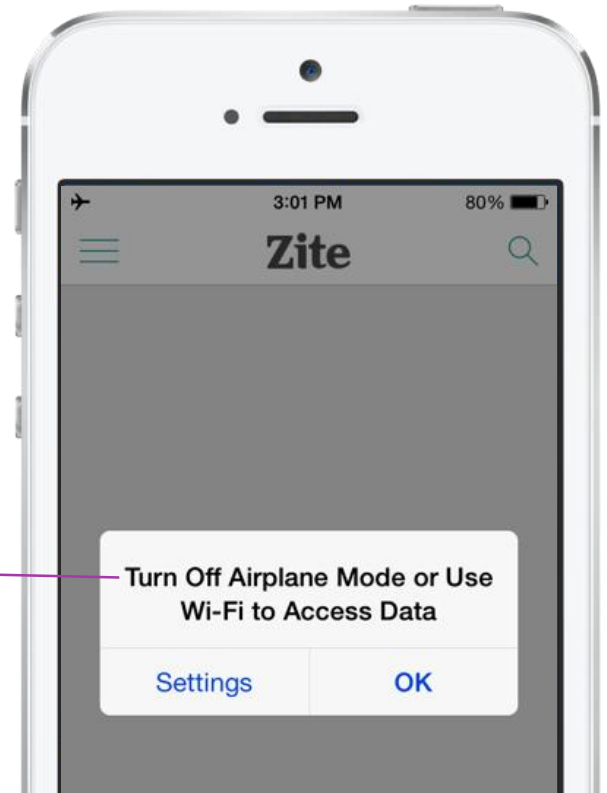 3:01 PM
80%
Zite
Turn Off Airplane Mode or Use
Wi-Fi to Access Data
Settings
OK